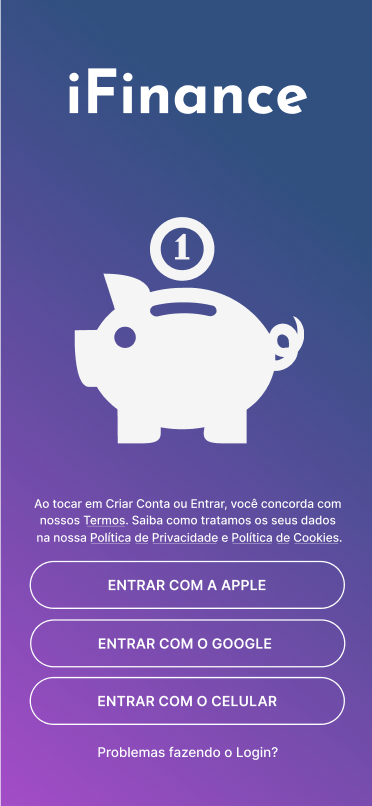 iFinance
1
Ao tocar em Criar Conta ou Entrar, você concorda com
nossos Termos. Saiba como tratamos os seus dados
na nossa Política de Privacidade e Política de Cookies.
ENTRAR COM A APPLE
ENTRAR COM O GOOGLE
ENTRAR COM O CELULAR
Problemas fazendo o Login?